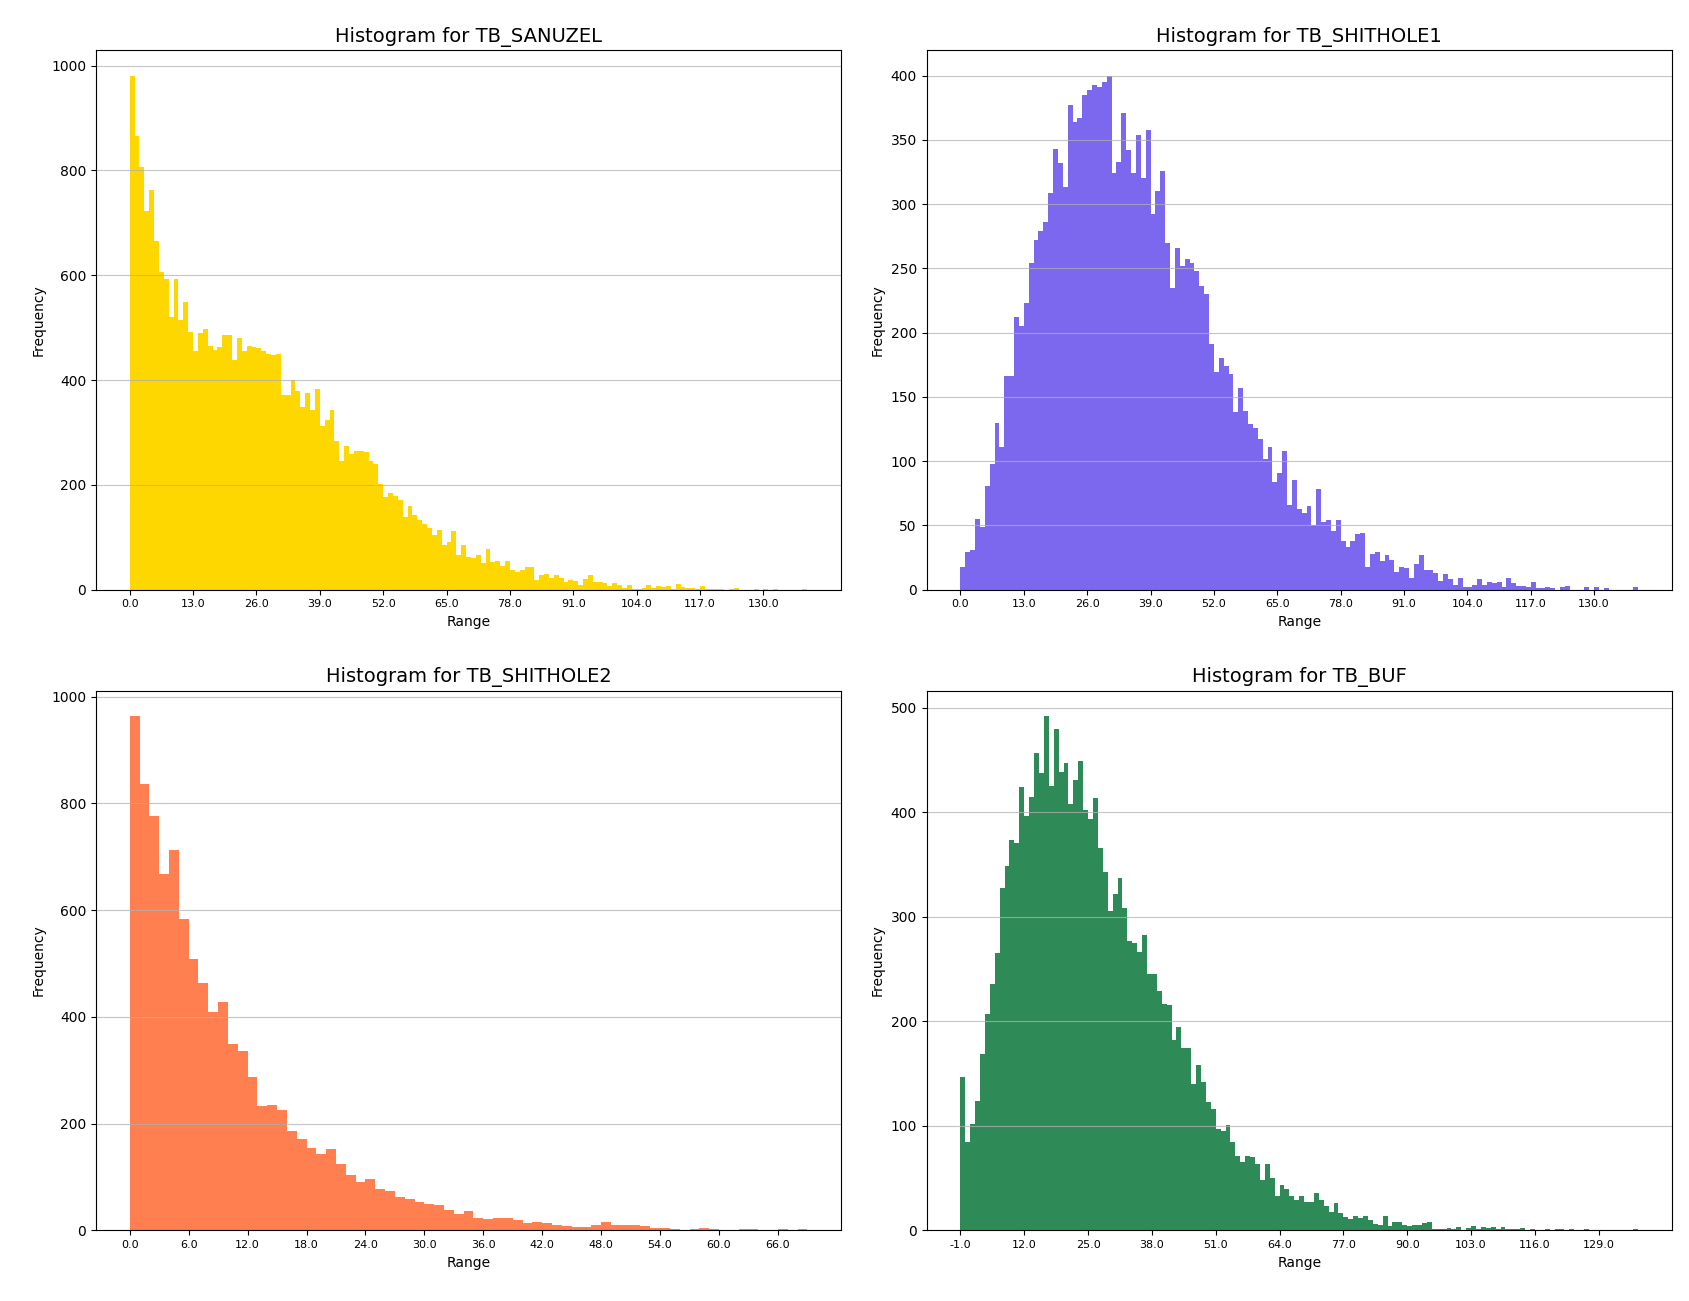 Histogram for TB_SANUZEL
1000
800
600
400
200
0
Frequency
0.0 13.0 26.0 39.0 52.0 65.0 78.0 91.0 104.0 117.0 130.0
Range
Histogram for TB_SHITHOLE1
400
350
300
250
200
150
100
50
0
Frequency
0.0 13.0 26.0 39.0 52.0 65.0 78.0 91.0 104.0 117.0 130.0
Range
Histogram for TB_SHITHOLE2
1000
800
600
400
200
0
Frequency
0.0 6.0 12.0 18.0 24.0 30.0 36.0 42.0 48.0 54.0 60.0 66.0
Range
Histogram for TB_BUF
500
400
300
200
100
0
Frequency
-1.0 12.0 25.0 38.0 51.0 64.0 77.0 90.0 103.0 116.0 129.0
Range